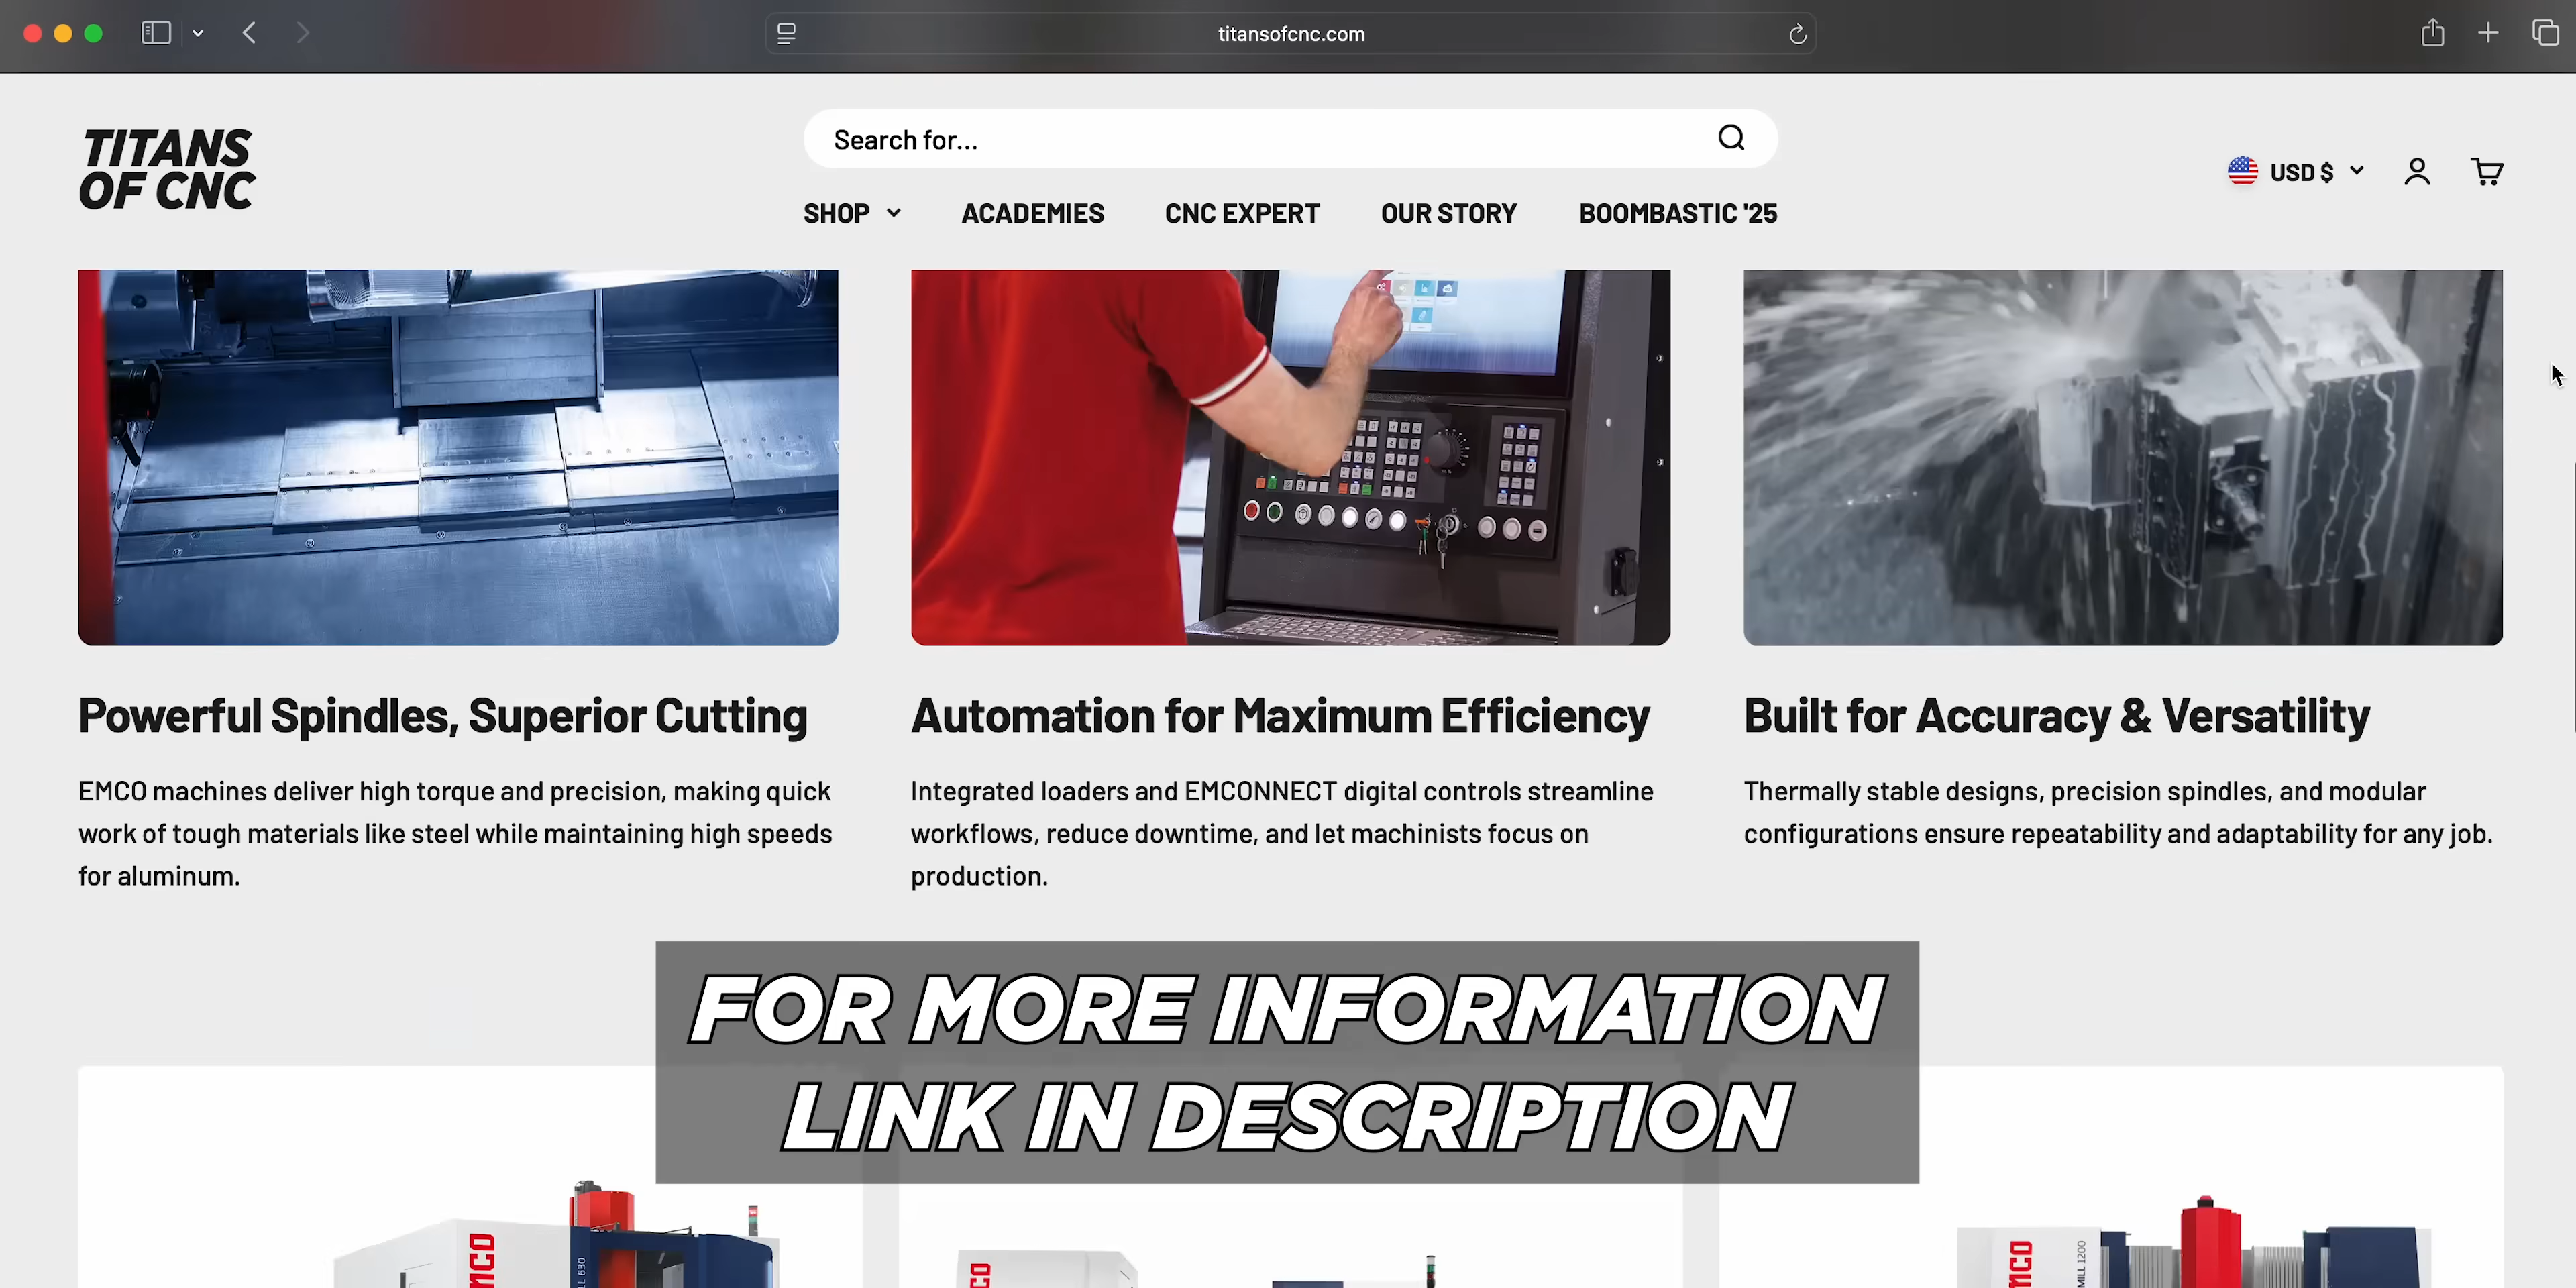 titansofcnc.com
TITANS
OF CNC
Search for...
USD $
SHOP
ACADEMIES
CNC EXPERT
OUR STORY
BOOMBASTIC '25
Powerful Spindles, Superior Cutting
EMCO machines deliver high torque and precision, making quick
work of tough materials like steel while maintaining high speeds
for aluminum.
Automation for Maximum Efficiency
Integrated loaders and EMCONNECT digital controls streamline
workflows, reduce downtime, and let machinists focus on
production.
Built for Accuracy & Versatility
Thermally stable designs, precision spindles, and modular
configurations ensure repeatability and adaptability for any job.
FOR MORE INFORMATION
LINK IN DESCRIPTION
630
1200